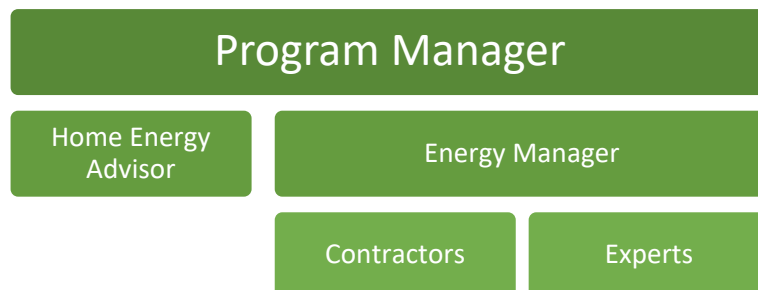 Program Manager
Home Energy
Advisor
Energy Manager
Contractors
Experts